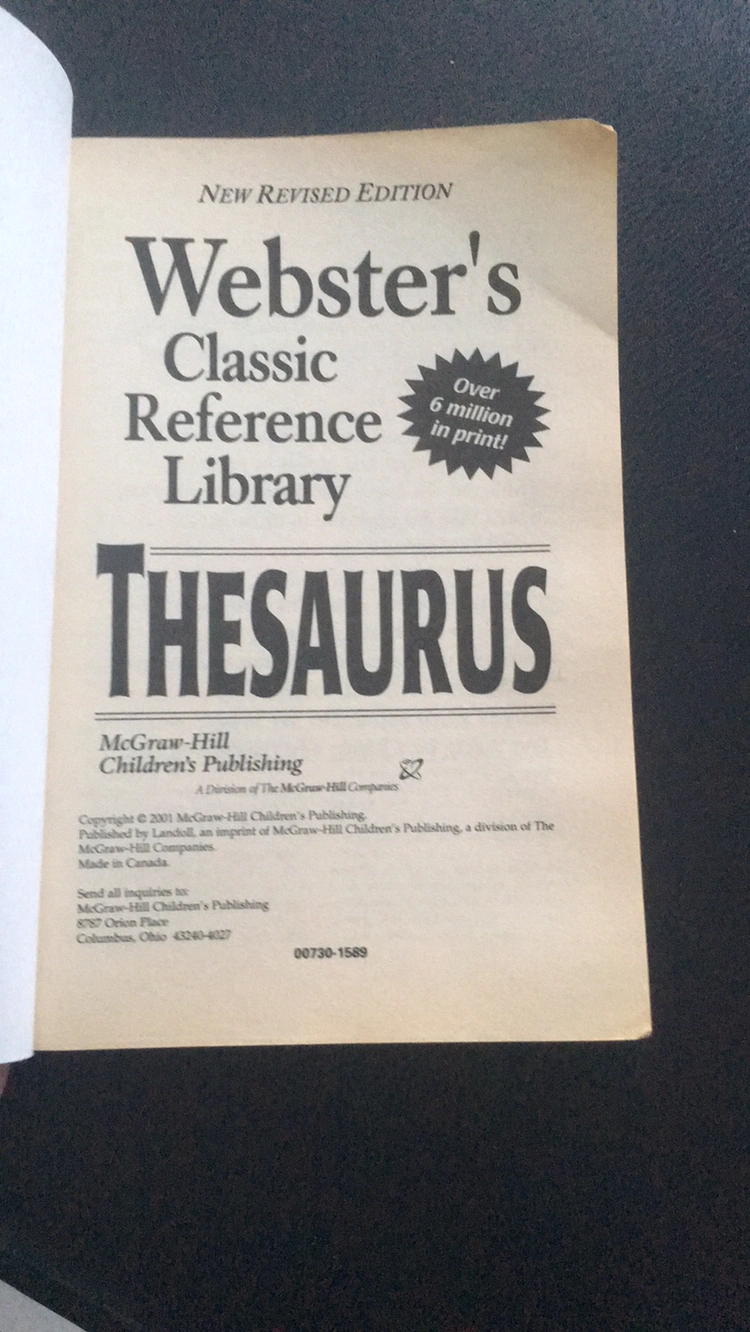 NEW REVISED EDITION
Webster's
Classic
Reference
Library
Over
6 million
in print!
THESAURUS
McGraw-Hill
Children's Publishing
A Division of The McGraw-Hill Companies
Copyright © 2001 McGraw-Hill Children's Publishing.
Published by Landoll, an imprint of McGraw-Hill Children's Publishing, a division of The
McGraw-Hill Companies.
Made in Canada.
Send all inquiries to:
McGraw-Hill Children's Publishing
8787 Orion Place
Columbus, Ohio 43240-4027
00730-1589